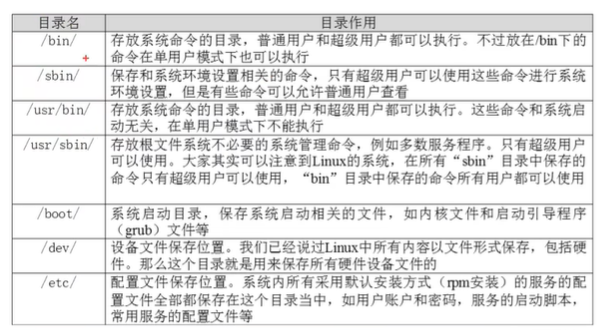 目录名 目录作用
/bin/ 存放系统命令的目录，普通用户和超级用户都可以执行。不过放在/bin下的
命令在单用户模式下也可以执行
/sbin/ 保存和系统环境设置相关的命令，只有超级用户可以使用这些命令进行系统
环境设置，但是有些命令可以允许普通用户查看
/usr/bin/ 存放系统命令的目录，普通用户和超级用户都可以执行。这些命令和系统启
动无关，在单用户模式下不能执行
/usr/sbin/ 存放根文件系统不必要的系统管理命令，例如多数服务程序。只有超级用户
可以使用。大家其实可以注意到Linux的系统，在所有“sbin”目录中保存的
命令只有超级用户可以使用，“bin”目录中保存的命令所有用户都可以使用
/boot/ 系统启动目录，保存系统启动相关的文件，如内核文件和启动引导程序
（grub）文件等
/dev/ 设备文件保存位置。我们已经说过Linux中所有内容以文件形式保存，包括硬
件。那么这个目录就是用来保存所有硬件设备文件的
/etc/ 配置文件保存位置。系统内所有采用默认安装方式（rpm安装）的服务的配
置文件全部都保存在这个目录当中，如用户账户和密码，服务的启动脚本，
常用服务的配置文件等